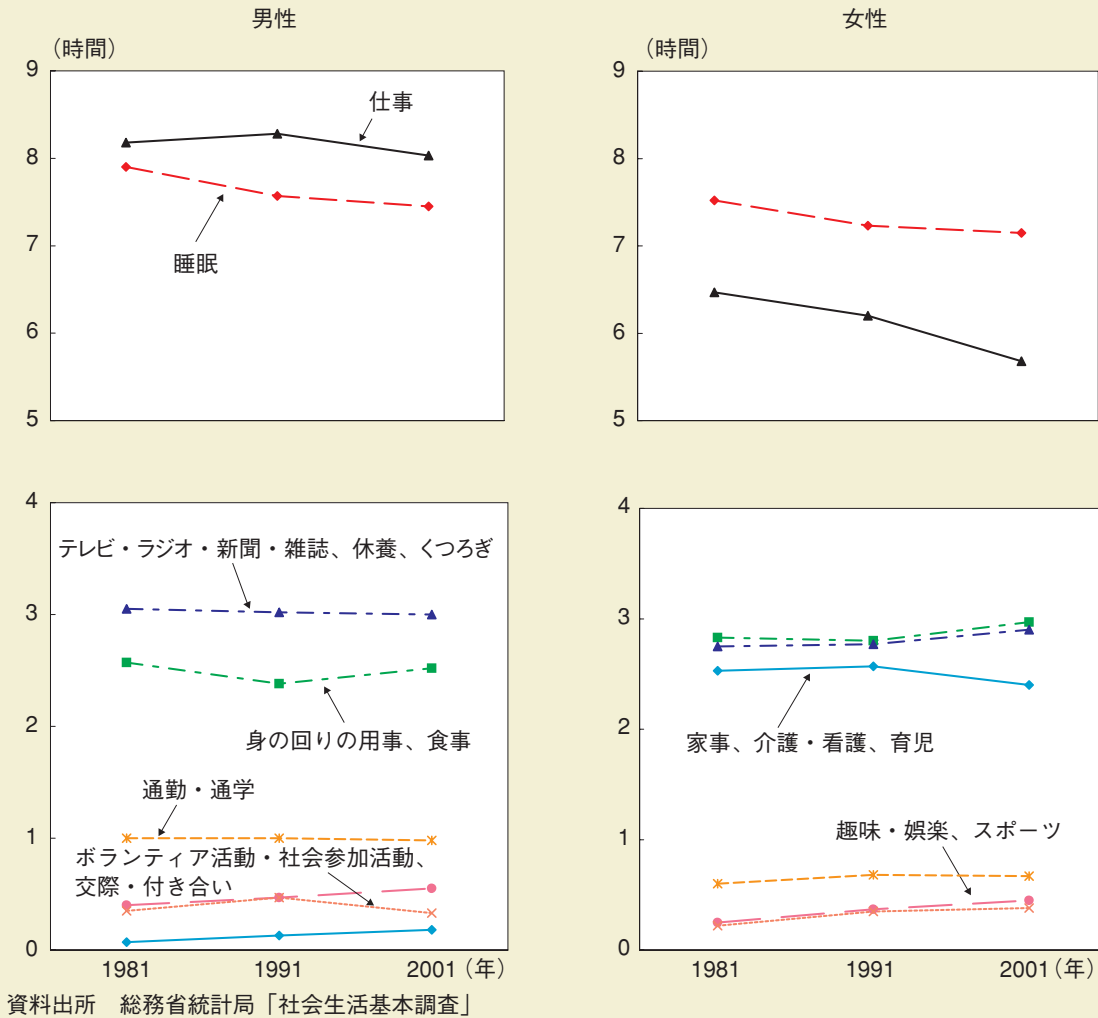 男性
(時間)
9
仕事
8
7
睡眠
6
5
4
テレビ・ラジオ・新聞・雑誌、休養、くつろぎ
3
身の回りの用事、食事
2
通勤・通学
1
ボランティア活動・社会参加活動、
交際・付き合い
0
1981 1991 2001(年)
女性
(時間)
9
8
7
6
5
4
3
家事、介護・看護、育児
2
趣味・娯楽、スポーツ
1
0
1981 1991 2001(年)
資料出所 総務省統計局「社会生活基本調査」